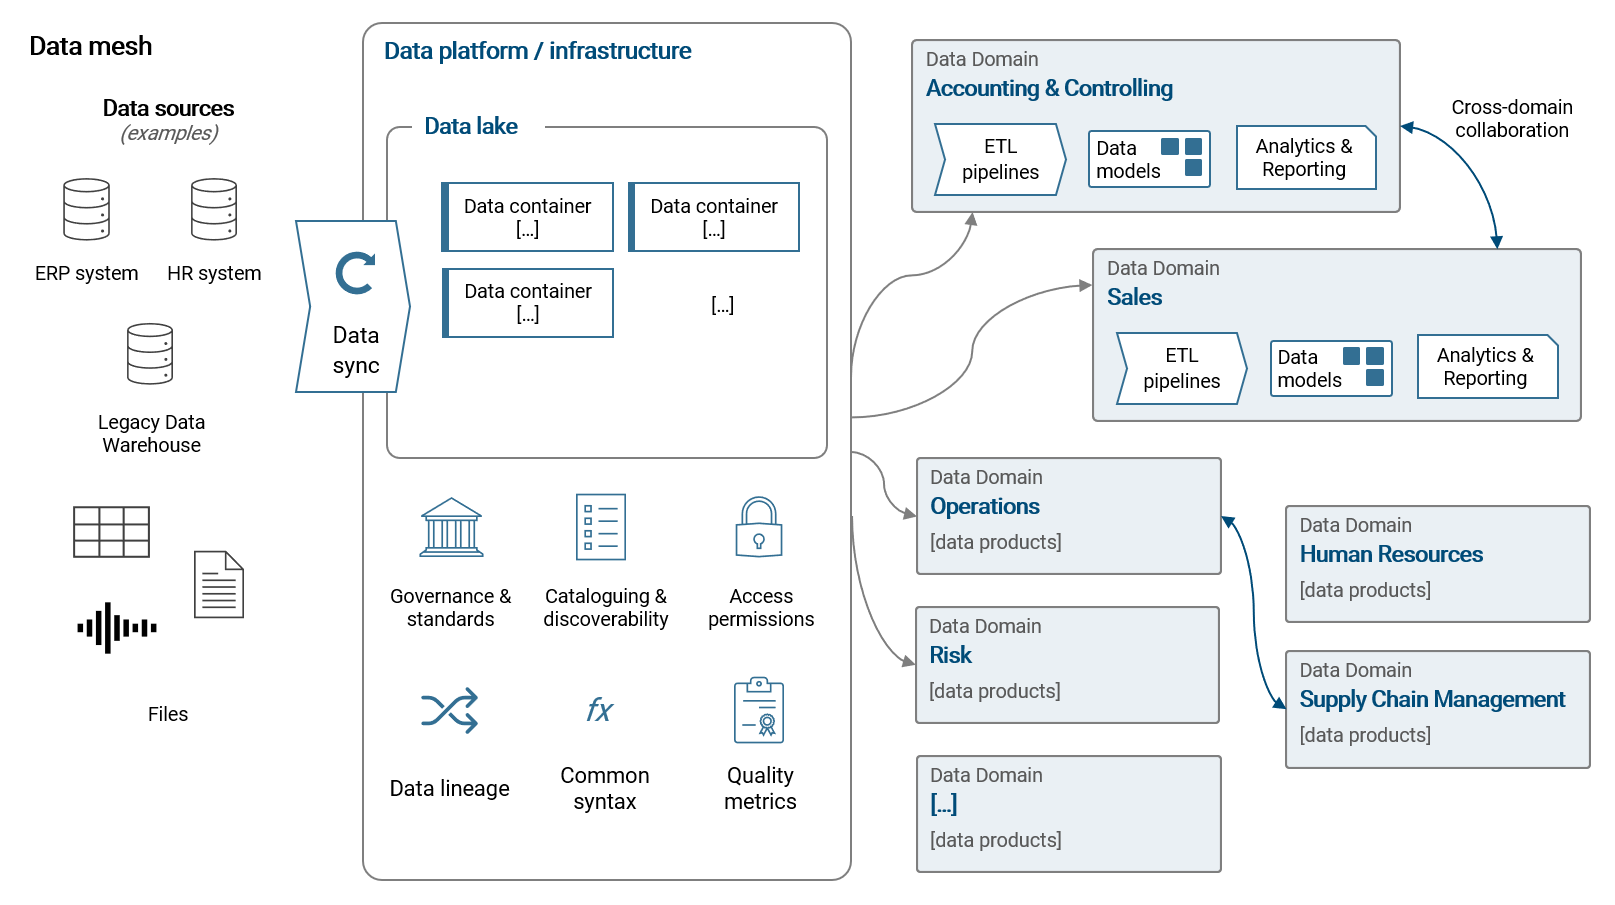 Data mesh
Data sources
(examples)
ERP system
HR system
Legacy Data
Warehouse
Files
Data
sync
Data platform / infrastructure
Data lake
Data container
[...]
Data container
[...]
Data container
[...]
[...]
Governance &
standards
Cataloguing &
discoverability
Access
permissions
fx
Data lineage
Common
syntax
Quality
metrics
Data Domain
Accounting & Controlling
ETL
pipelines
Data
models
Analytics &
Reporting
Cross-domain
collaboration
Data Domain
Sales
ETL
pipelines
Data
models
Analytics &
Reporting
Data Domain
Operations
[data products]
Data Domain
Human Resources
[data products]
Data Domain
Risk
[data products]
Data Domain
Supply Chain Management
[data products]
Data Domain
[...]
[data products]